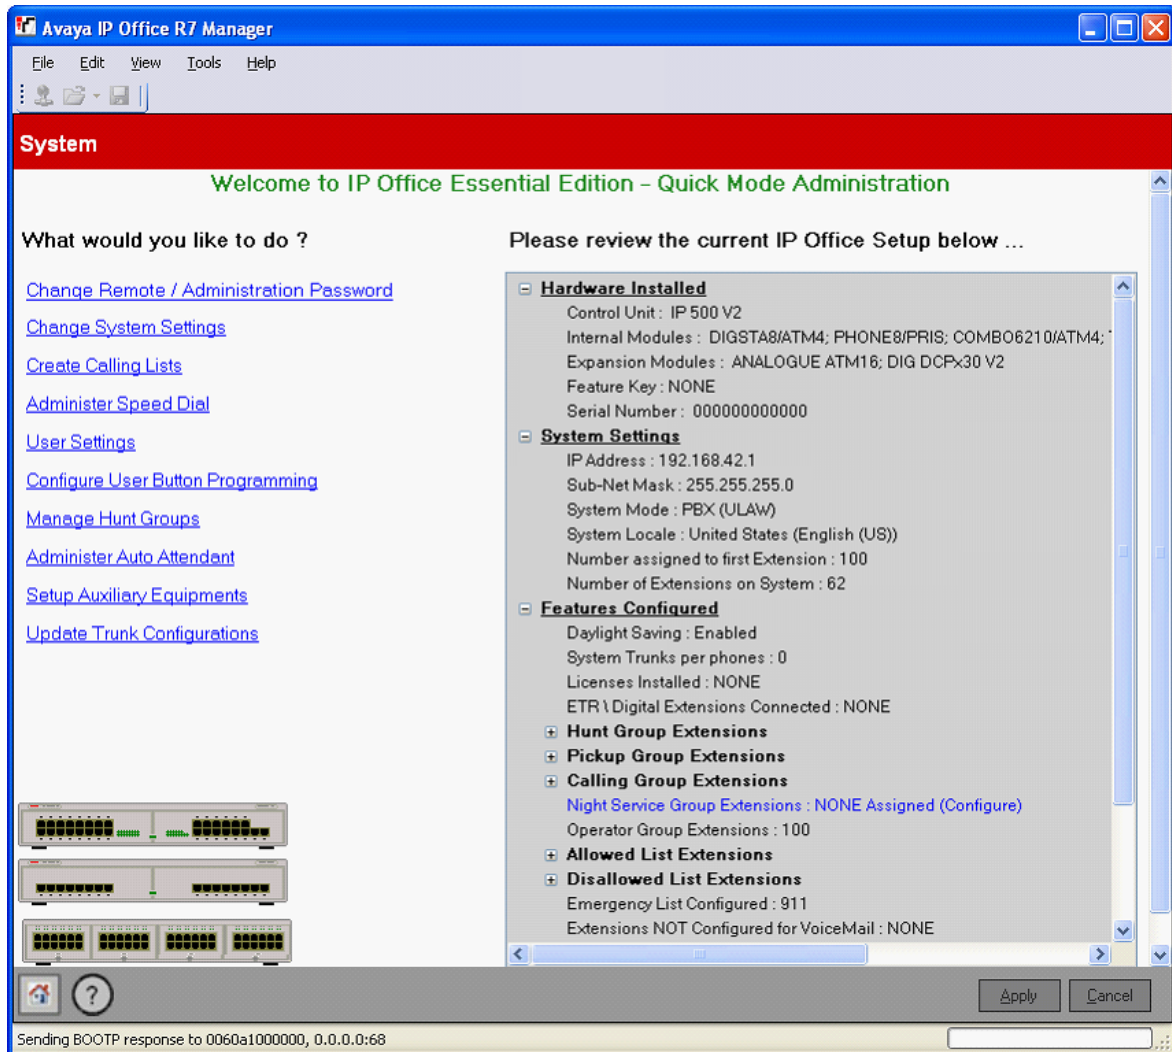 Avaya IP Office R7 Manager
File Edit View Tools Help
System
Welcome to IP Office Essential Edition - Quick Mode Administration
What would you like to do ?
Change Remote / Administration Password
Change System Settings
Create Calling Lists
Administer Speed Dial
User Settings
Configure User Button Programming
Manage Hunt Groups
Administer Auto Attendant
Setup Auxiliary Equipments
Update Trunk Configurations
Please review the current IP Office Setup below ...
Hardware Installed
Control Unit : IP 500 V2
Internal Modules : DIGSTA8/ATM4; PHONE8/PRIS; COMBO6210/ATM4;
Expansion Modules : ANALOGUE ATM16; DIG DCPx30 V2
Feature Key : NONE
Serial Number : 000000000000
System Settings
IP Address : 192.168.42.1
Sub-Net Mask : 255.255.255.0
System Mode : PBX (ULAW)
System Locale : United States (English (US))
Number assigned to first Extension : 100
Number of Extensions on System : 62
Features Configured
Daylight Saving : Enabled
System Trunks per phones : 0
Licenses Installed : NONE
ETR \ Digital Extensions Connected : NONE
Hunt Group Extensions
Pickup Group Extensions
Calling Group Extensions
Night Service Group Extensions : NONE Assigned (Configure)
Operator Group Extensions : 100
Allowed List Extensions
Disallowed List Extensions
Emergency List Configured : 911
Extensions NOT Configured for VoiceMail : NONE
Apply Cancel
Sending BOOTP response to 0060a1000000, 0.0.0.0:68